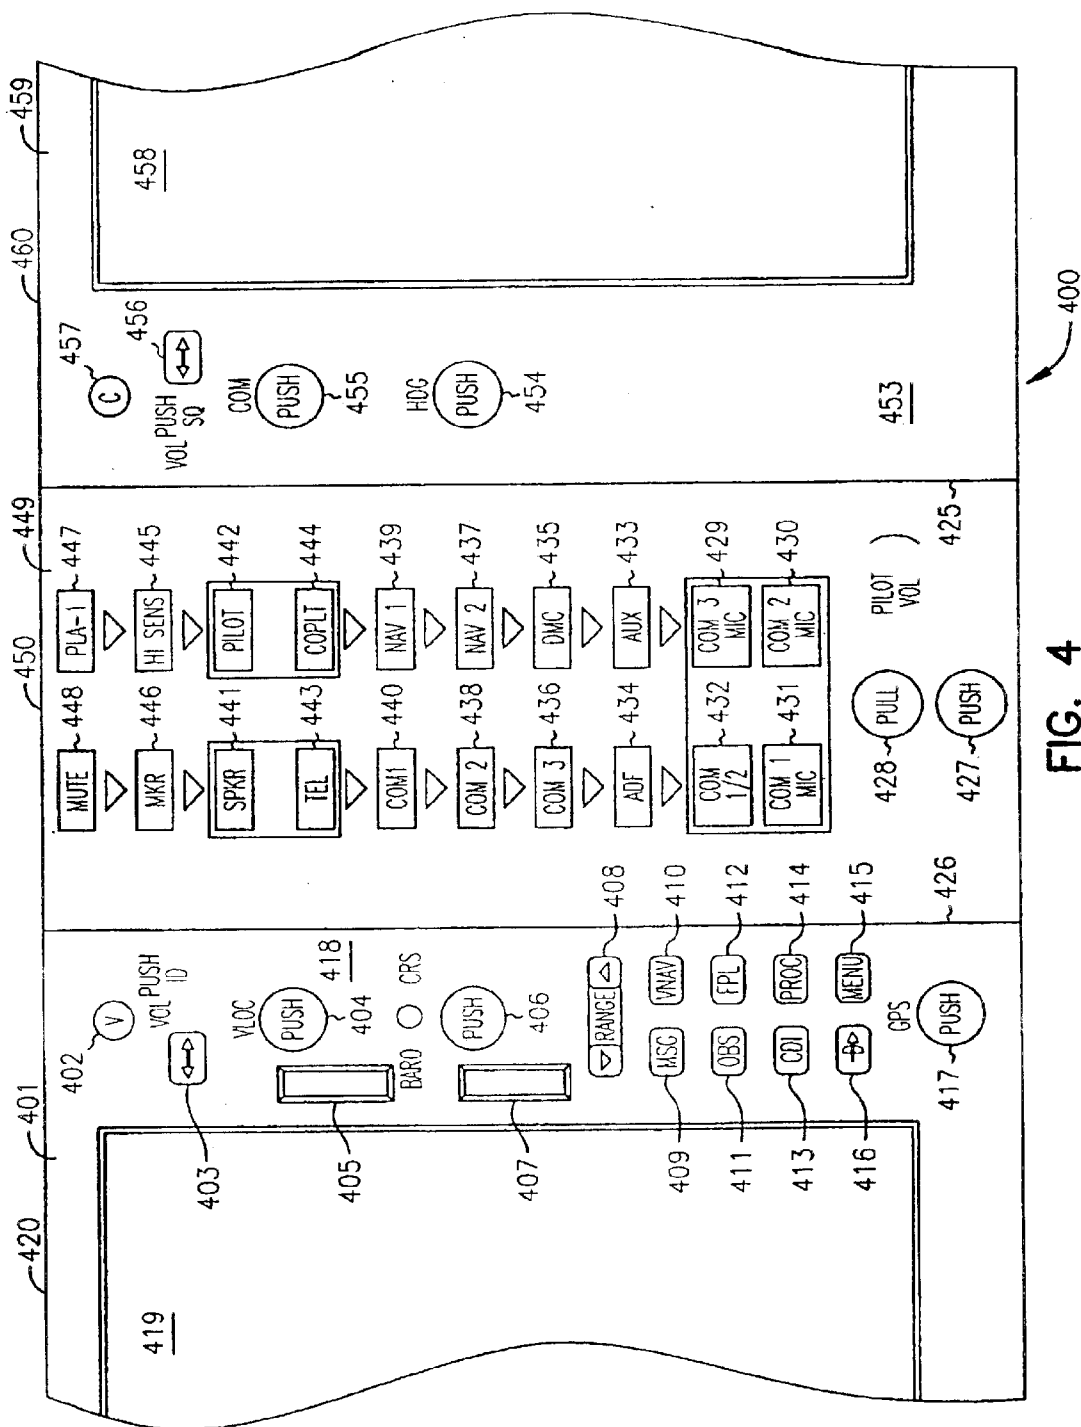 420
401
419
402
V
VOL PUSH ID
403
VLOC
PUSH
404
418
405
BARO
CRS
PUSH
406
407
RANGE
408
MSG
VNAV
409
410
OBS
FPL
411
412
CDI
PROC
413
414
D
MENU
416
415
GPS
PUSH
417
426
450
449
MUTE
448
PLA-1
447
MKR
446
HI SENS
445
SPKR
441
PILOT
442
TEL
443
COPLT
444
COM1
440
NAV 1
439
COM 2
438
NAV 2
437
COM 3
436
DMC
435
ADF
434
AUX
433
COM 1/2
432
COM 3 MIC
429
COM 1 MIC
431
COM 2 MIC
430
428
PULL
PILOT VOL
427
PUSH
425
460
459
C
457
VOL PUSH SQ
456
COM
PUSH
455
HDG
PUSH
454
453
458
400
FIG. 4